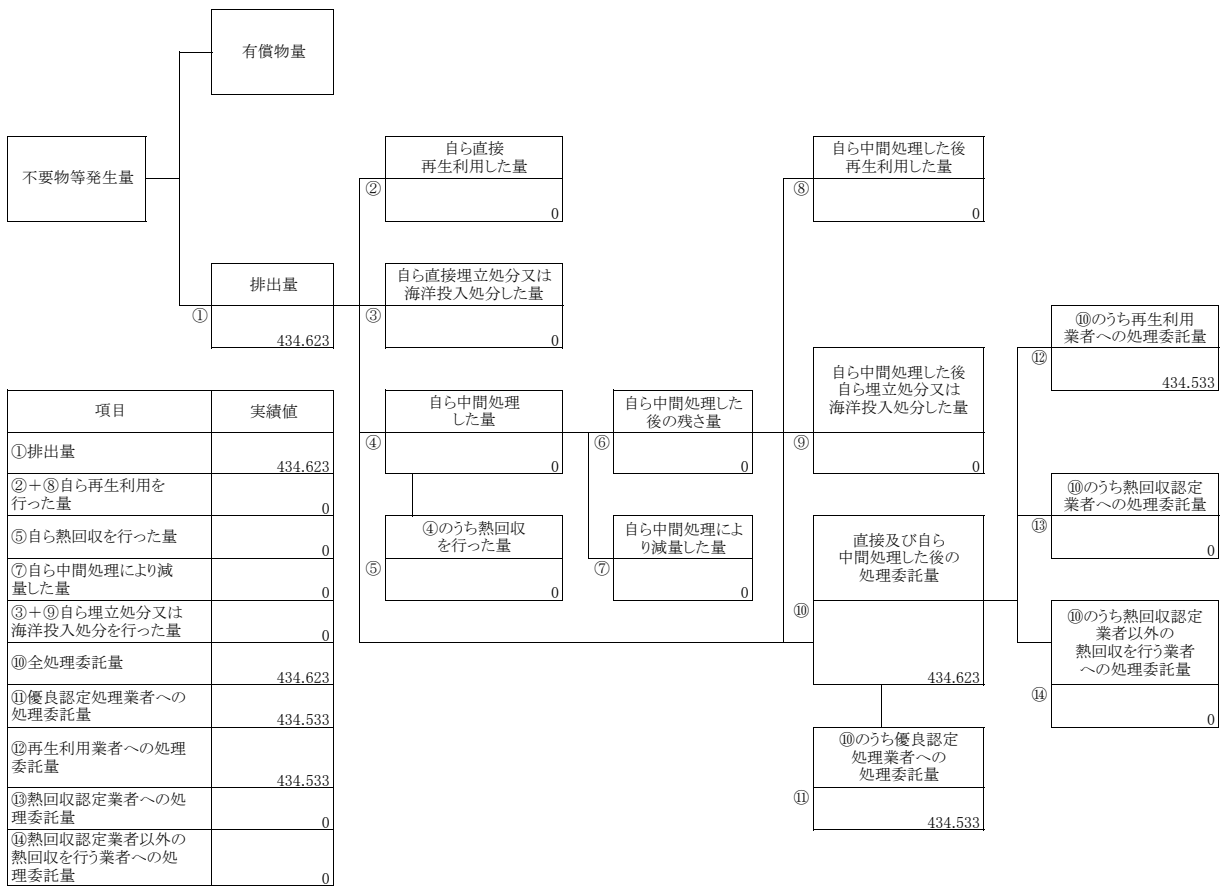 有償物量
不要物等発生量
排出量
①
434.623
自ら直接
再生利用した量
②
0
自ら直接埋立処分又は
海洋投入処分した量
③
0
自ら中間処理
した量
④
0
④のうち熱回収
を行った量
⑤
0
自ら中間処理した
後の残さ量
⑥
0
自ら中間処理によ
り減量した量
⑦
0
自ら中間処理した後
再生利用した量
⑧
0
自ら中間処理した後
自ら埋立処分又は
海洋投入処分した量
⑨
0
直接及び自ら
中間処理した後の
処理委託量
⑩
434.623
⑩のうち優良認定
処理業者への
処理委託量
⑪
434.533
⑩のうち再生利用
業者への処理委託量
⑫
434.533
⑩のうち熱回収認定
業者への処理委託量
⑬
0
⑩のうち熱回収認定
業者以外の
熱回収を行う業者
への処理委託量
⑭
0
項目 実績値
①排出量
434.623
②+⑧自ら再生利用を
行った量
0
⑤自ら熱回収を行った量
0
⑦自ら中間処理により減
量した量
0
③+⑨自ら埋立処分又は
海洋投入処分を行った量
0
⑩全処理委託量
434.623
⑪優良認定処理業者への
処理委託量
434.533
⑫再生利用業者への処理
委託量
434.533
⑬熱回収認定業者への処
理委託量
0
⑭熱回収認定業者以外の
熱回収を行う業者への処
理委託量
0